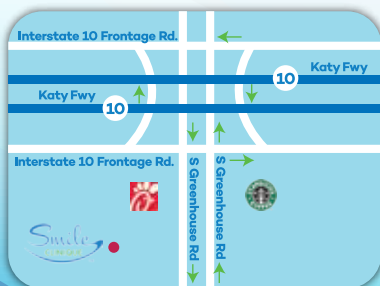 Interstate 10 Frontage Rd.
10
Katy Fwy
Katy Fwy
10
Interstate 10 Frontage Rd.
S Greenhouse Rd
S Greenhouse Rd
Smile